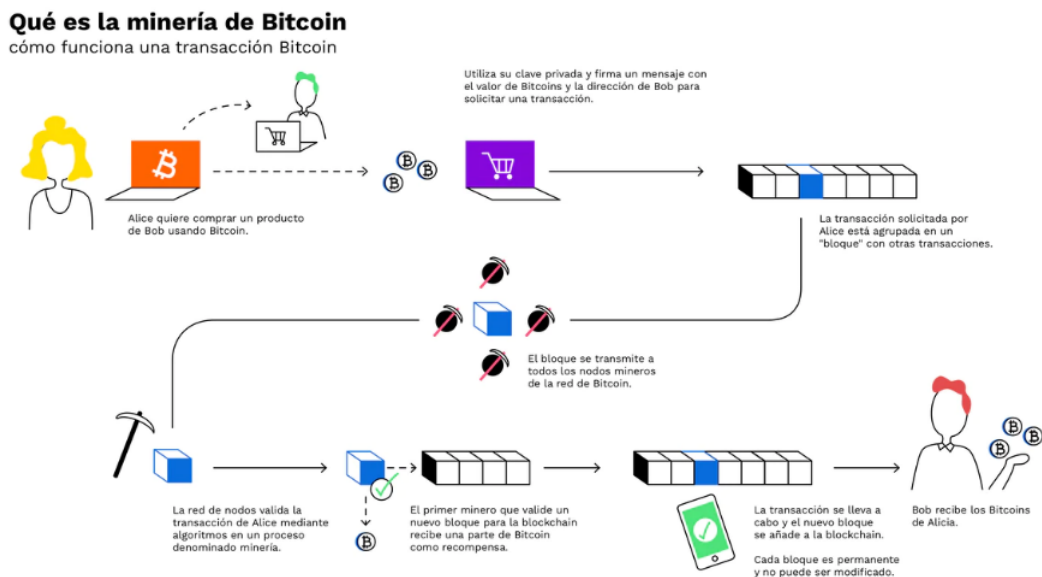 Qué es la minería de Bitcoin
cómo funciona una transacción Bitcoin
Utiliza su clave privada y firma un mensaje con
el valor de Bitcoins y la dirección de Bob para
solicitar una transacción.
Alice quiere comprar un producto
de Bob usando Bitcoin.
La transacción solicitada por
Alice está agrupada en un
"bloque" con otras transacciones.
El bloque se transmite a
todos los nodos mineros
de la red de Bitcoin.
La red de nodos valida la
transacción de Alice mediante
algoritmos en un proceso
denominado minería.
El primer minero que valide un
nuevo bloque para la blockchain
recibe una parte de Bitcoin
como recompensa.
La transacción se lleva a
cabo y el nuevo bloque
se añade a la blockchain.
Cada bloque es permanente
y no puede ser modificado.
Bob recibe los Bitcoins
de Alicia.